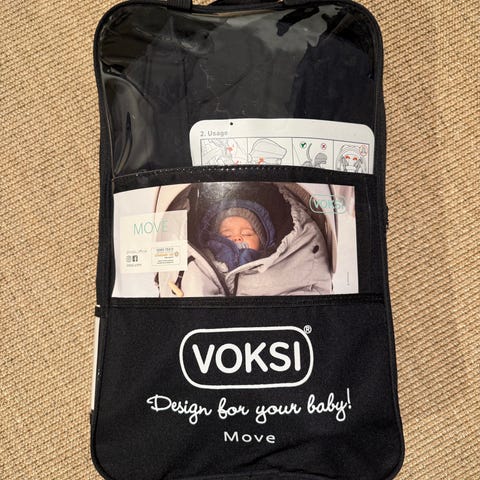 2. Usage
MOVE
VOKSI
VOKSI®
Design for your baby!
Move